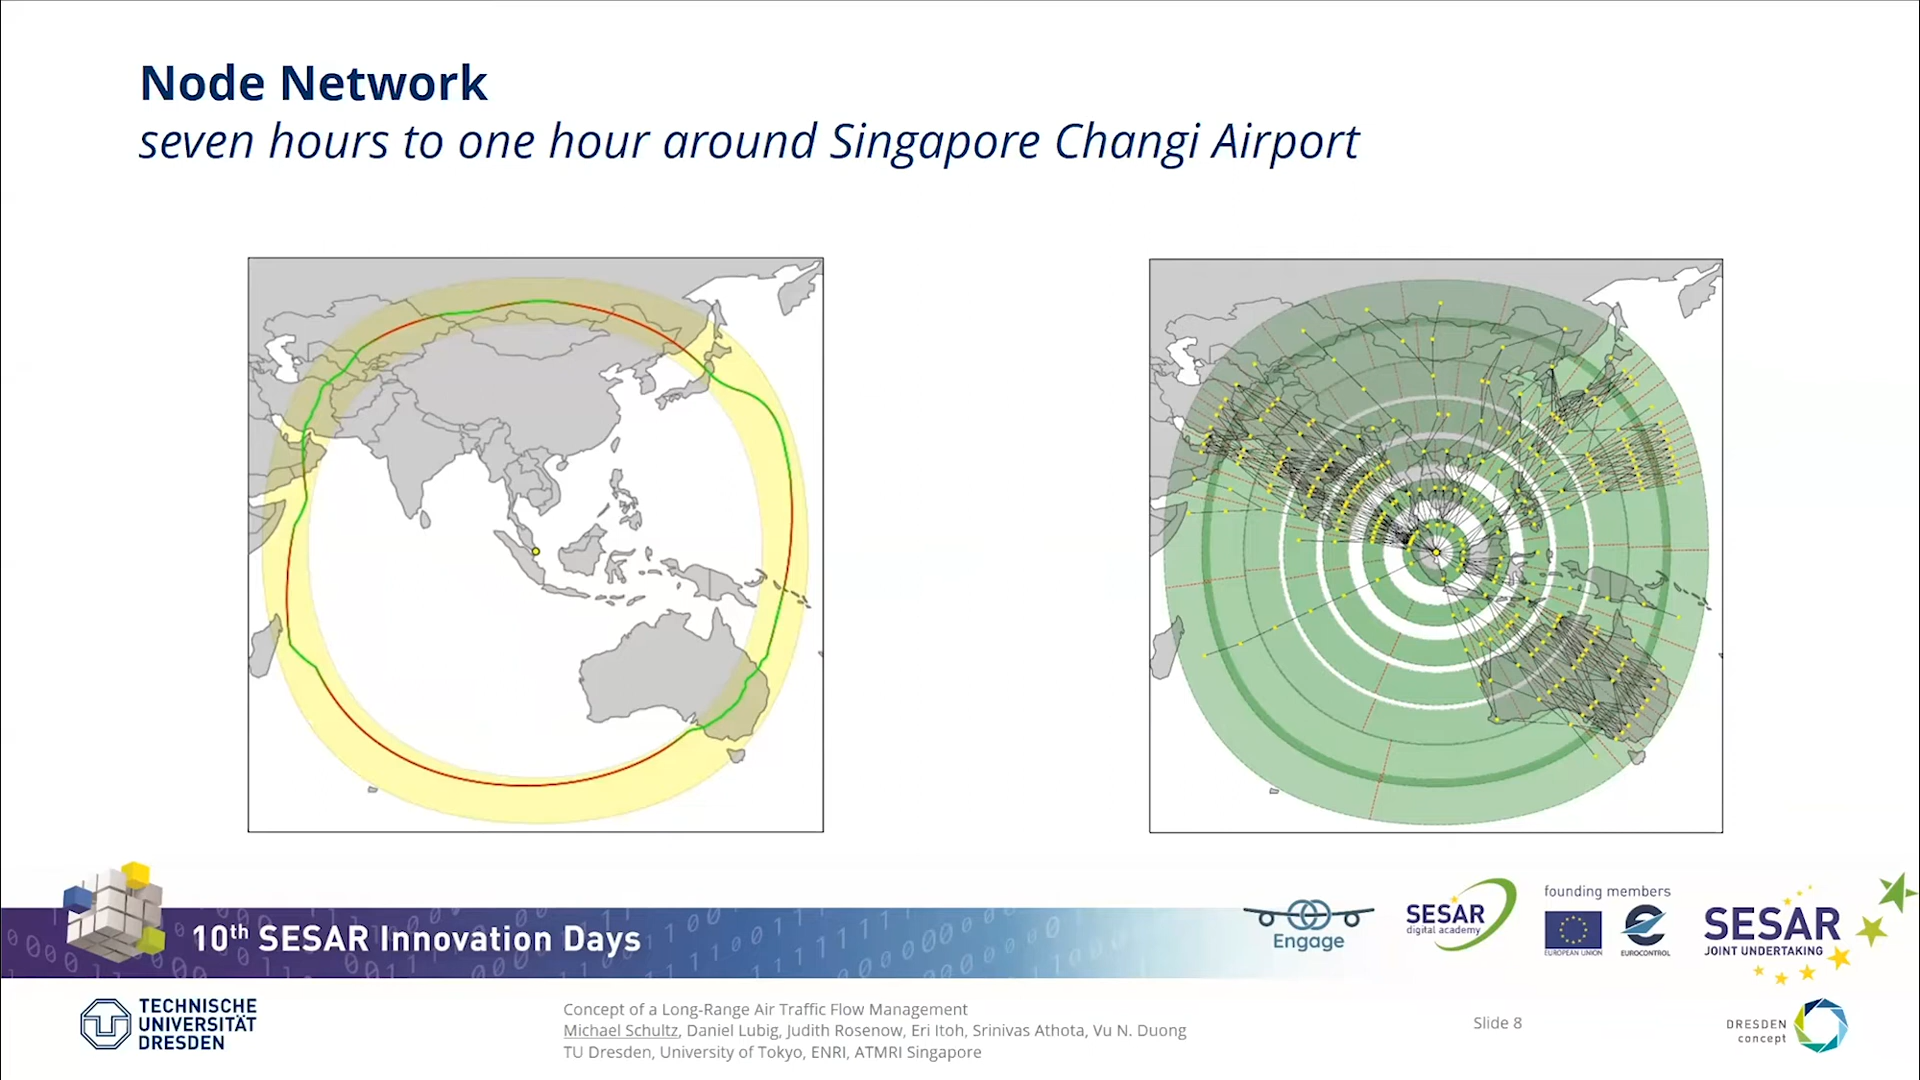 Node Network
seven hours to one hour around Singapore Changi Airport
10th SESAR Innovation Days
Engage
SESAR
digital academy
founding members
EUROPEAN UNION
EUROCONTROL
SESAR
JOINT UNDERTAKING
TECHNISCHE
UNIVERSITÄT
DRESDEN
Concept of a Long-Range Air Traffic Flow Management
Michael Schultz, Daniel Lubig, Judith Rosenow, Eri Itoh, Srinivas Athota, Vu N. Duong
TU Dresden, University of Tokyo, ENRI, ATMRI Singapore
Slide 8
DRESDEN
concept